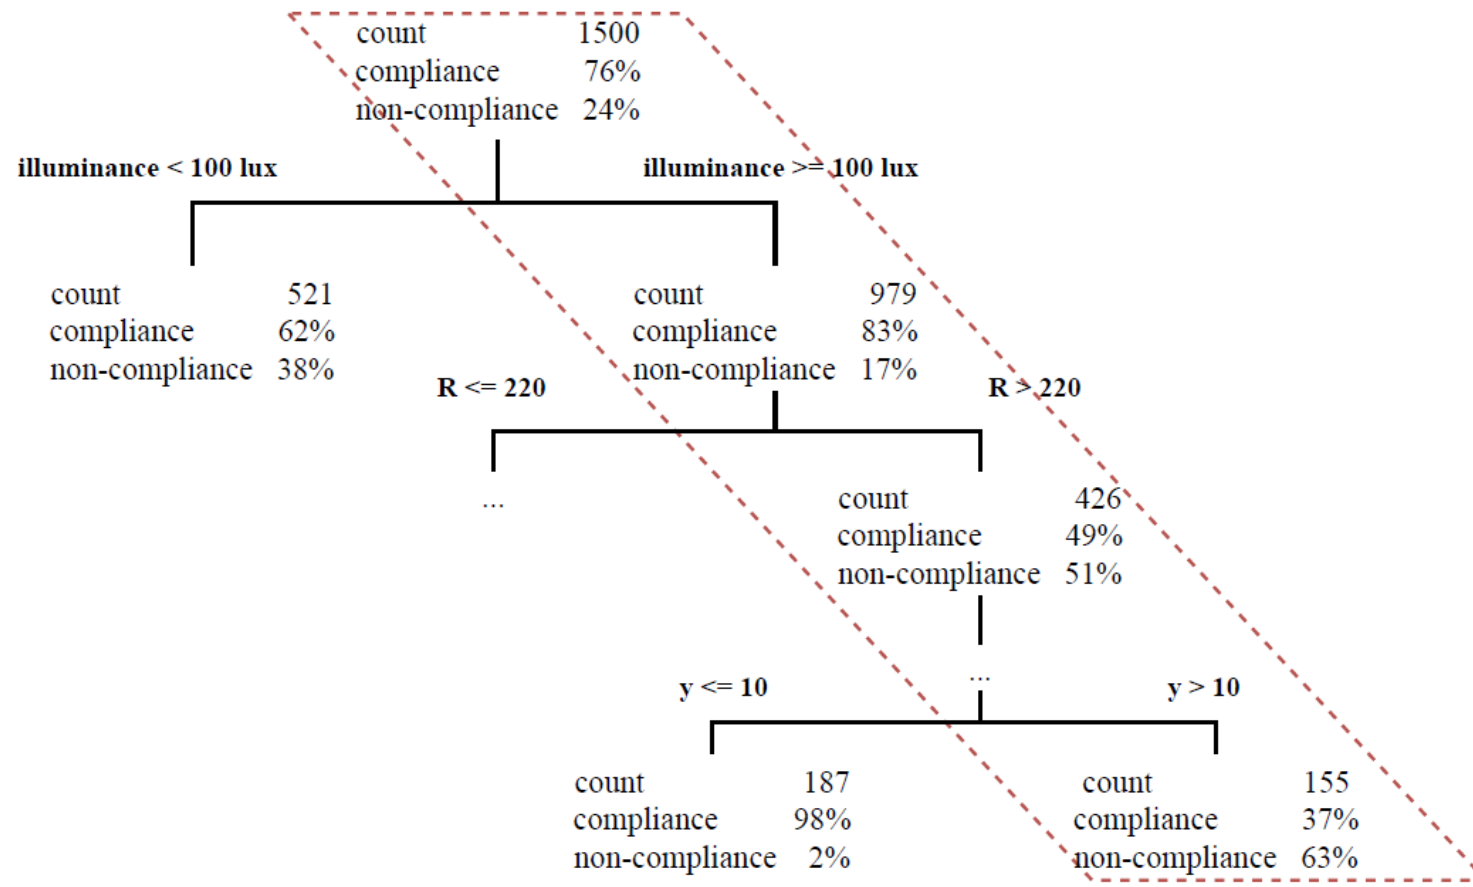 count 1500
compliance 76%
non-compliance 24%
illuminance < 100 lux
illuminance >= 100 lux
count 521
compliance 62%
non-compliance 38%
count 979
compliance 83%
non-compliance 17%
R <= 220
R > 220
...
count 426
compliance 49%
non-compliance 51%
...
y <= 10
y > 10
count 187
compliance 98%
non-compliance 2%
count 155
compliance 37%
non-compliance 63%